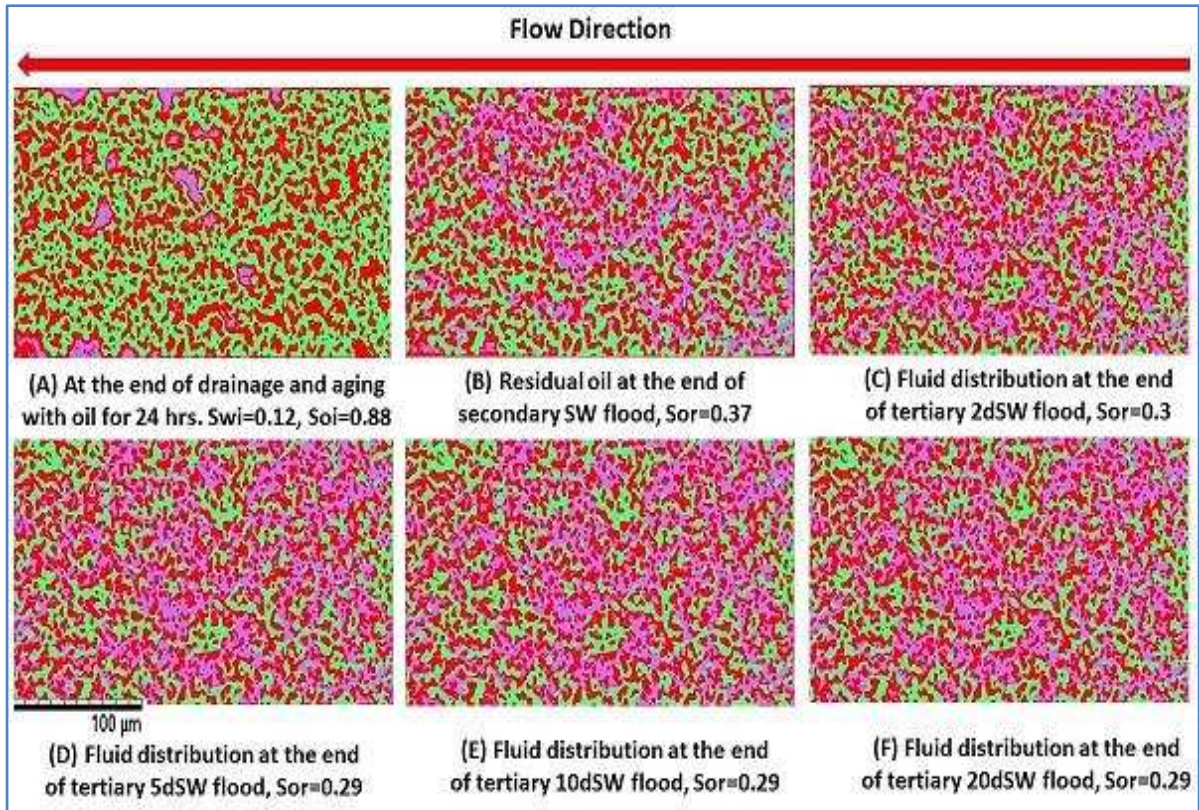 Flow Direction
(A) At the end of drainage and aging
with oil for 24 hrs. Swi=0.12, Soi=0.88
(B) Residual oil at the end of
secondary SW flood, Sor=0.37
(C) Fluid distribution at the end
of tertiary 2dSW flood, Sor=0.3
100 µm
(D) Fluid distribution at the end
of tertiary 5dSW flood, Sor=0.29
(E) Fluid distribution at the end
of tertiary 10dSW flood, Sor=0.29
(F) Fluid distribution at the end
of tertiary 20dSW flood, Sor=0.29